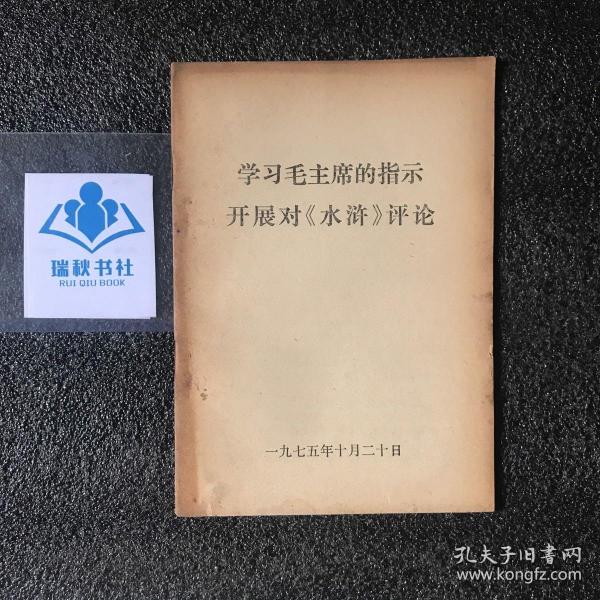 学习毛主席的指示
开展对《水浒》评论
一九七五年十月二十日
瑞秋书社
RUI QIU BOOK
孔夫子旧書网
www.kongfz.com